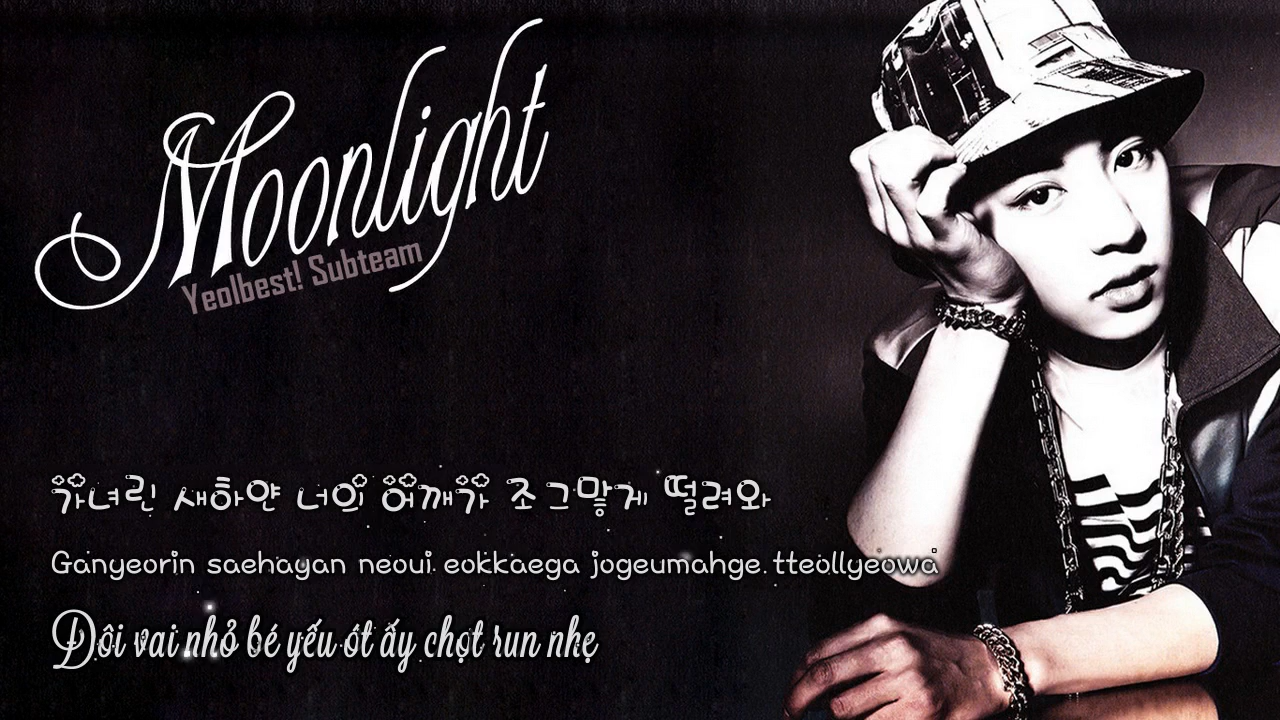 Moonlight
Yeolbest! Subteam
가녀린 새하얀 너의 어깨가 조그맣게 떨려와
Ganyeorin saehayan neoui eokkaega jogeumahge tteollyeowa
Đôi vai nhỏ bé yếu ớt ấy chợt run nhẹ